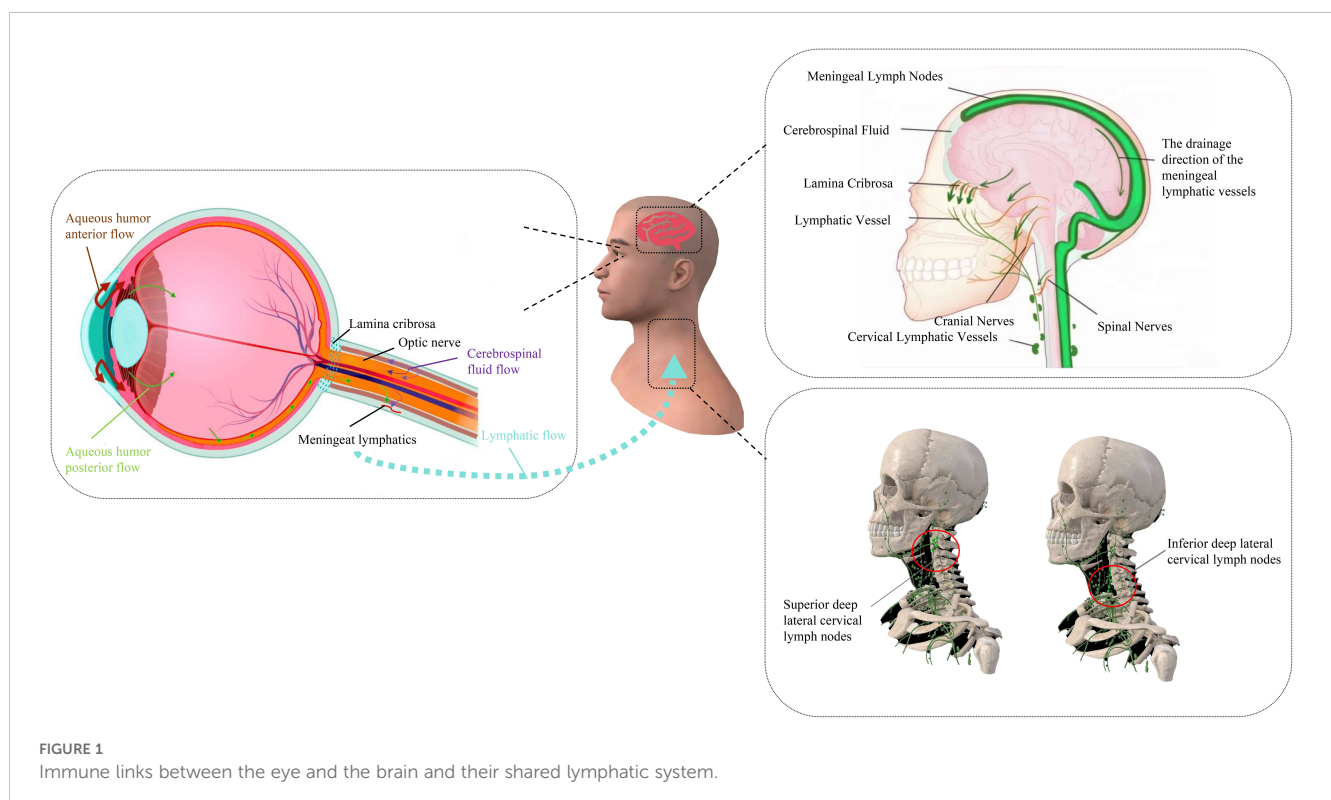 Meningeal Lymph Nodes
Cerebrospinal Fluid
The drainage
direction of the
meningeal
lymphatic vessels
Lamina Cribrosa
Lymphatic Vessel
Cranial Nerves
Cervical Lymphatic Vessels
Spinal Nerves
Aqueous humor
anterior flow
Lamina cribrosa
Optic nerve
Cerebrospinal
fluid flow
Meningeat lymphatics
Lymphatic flow
Aqueous humor
posterior flow
Inferior deep lateral
cervical lymph nodes
Superior deep
lateral cervical
lymph nodes
FIGURE 1
Immune links between the eye and the brain and their shared lymphatic system.